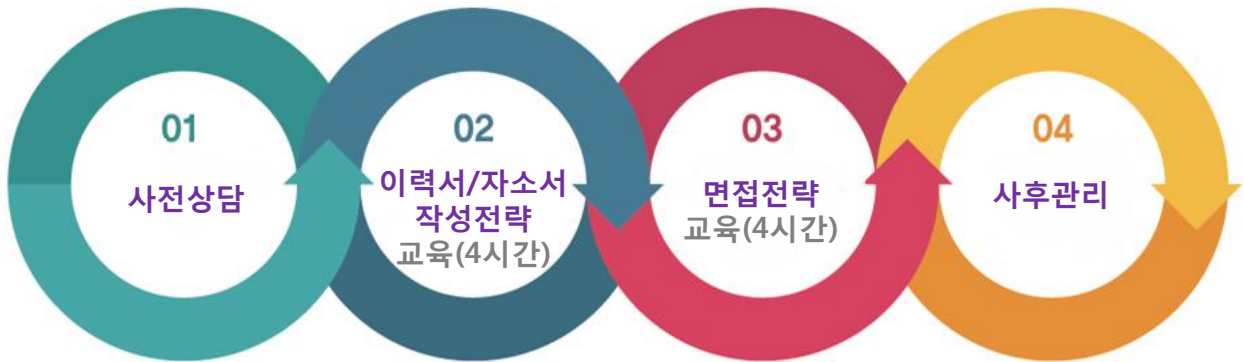 01
사전상담
02
이력서/자소서
작성전략
교육(4시간)
03
면접전략
교육(4시간)
04
사후관리